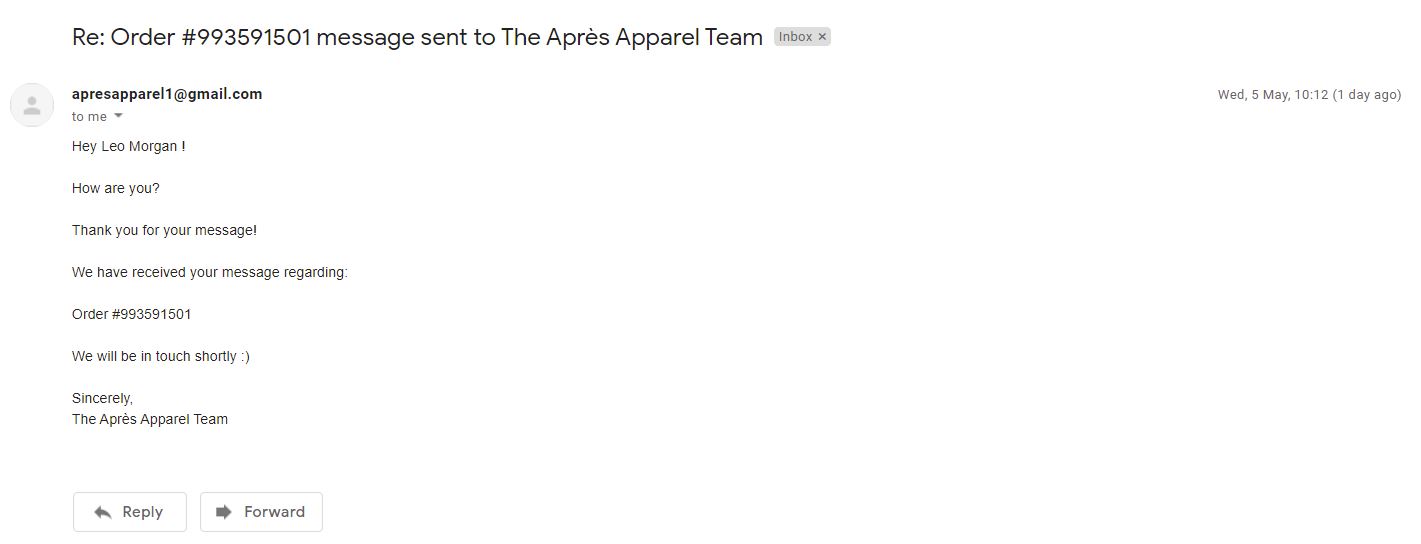 Re: Order #993591501 message sent to The Après Apparel Team Inbox ×
apresapparel1@gmail.com
Wed, 5 May, 10:12 (1 day ago)
to me
Hey Leo Morgan !
How are you?
Thank you for your message!
We have received your message regarding:
Order #993591501
We will be in touch shortly :)
Sincerely,
The Après Apparel Team
Reply Forward